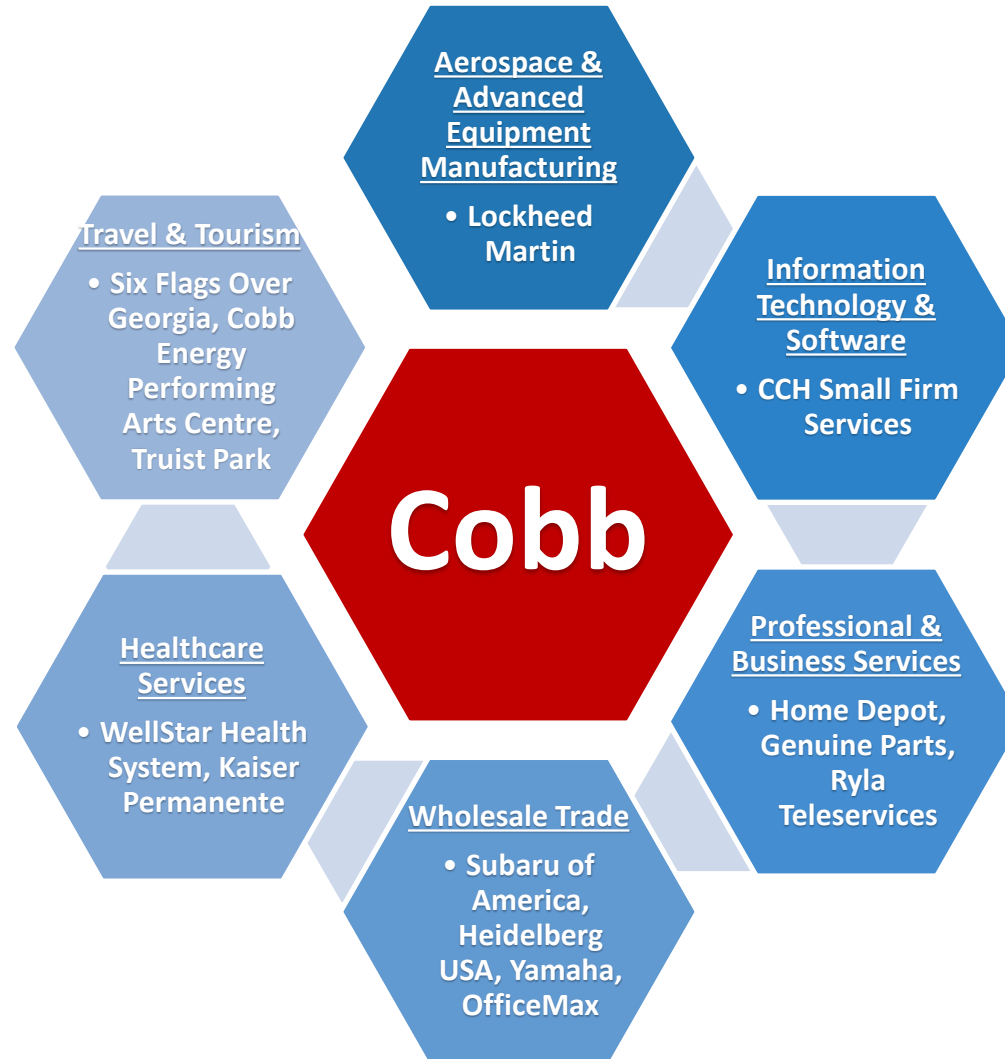 Aerospace &
Advanced
Equipment
Manufacturing
• Lockheed
Martin
Information
Technology &
Software
• CCH Small Firm
Services
Professional &
Business Services
• Home Depot,
Genuine Parts,
Ryla
Teleservices
Wholesale Trade
• Subaru of
America,
Heidelberg
USA, Yamaha,
OfficeMax
Healthcare
Services
• WellStar Health
System, Kaiser
Permanente
Travel & Tourism
• Six Flags Over
Georgia, Cobb
Energy
Performing
Arts Centre,
Truist Park
Cobb